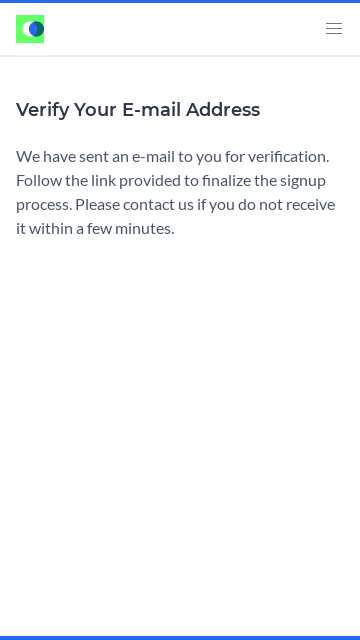 Verify Your E-mail Address
We have sent an e-mail to you for verification.
Follow the link provided to finalize the signup
process. Please contact us if you do not receive
it within a few minutes.